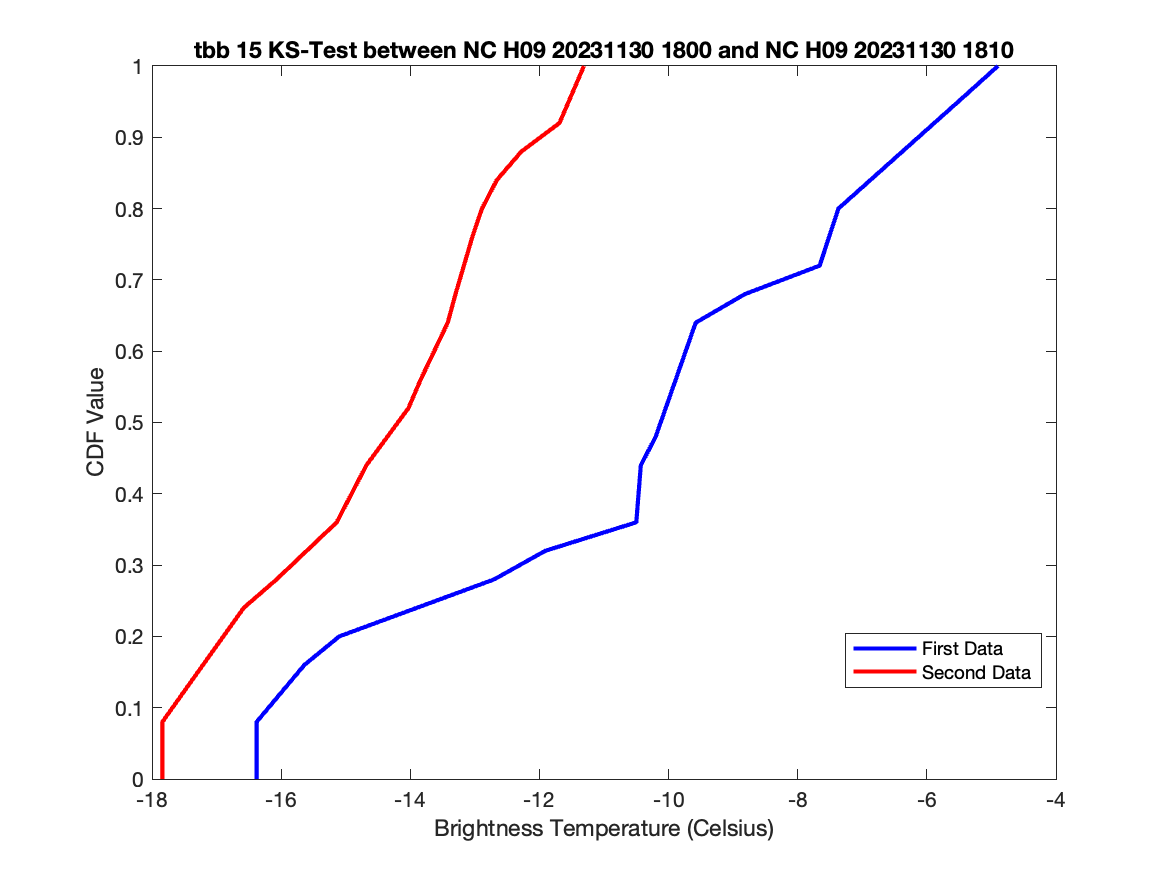 tbb 15 KS-Test between NC H09 20231130 1800 and NC H09 20231130 1810
1
0.9
0.8
0.7
0.6
0.5
0.4
0.3
0.2
0.1
0
CDF Value
First Data
Second Data
-18 -16 -14 -12 -10 -8 -6 -4
Brightness Temperature (Celsius)